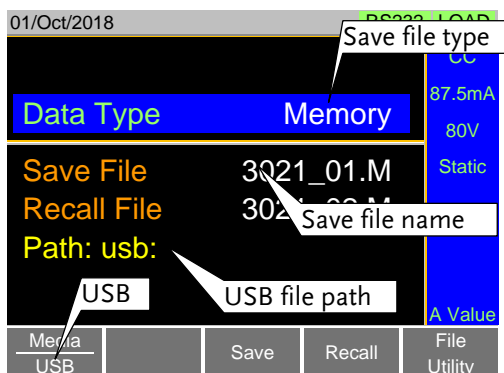 01/Oct/2018 RS232 LOAD
Save file type
CC
Data Type Memory
87.5mA
80V
Save File 3021_01.M
Static
Recall File
Save file name
Path: usb:
USB
USB file path
A Value
Media
USB
Save
Recall
File
Utility